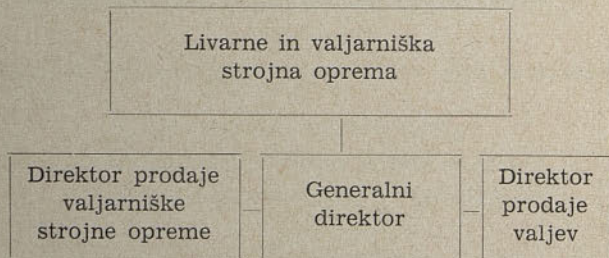 Livarne in valjarniška
strojna oprema
Direktor prodaje
valjarniške
strojne opreme
Generalni
direktor
Direktor
prodaje
valjev